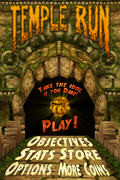 TEMPLE RUN
TAKE THE IDOL
IF YOU DARE!
PLAY!
OBJECTIVES
STATS STORE
OPTIONS MORE COINS